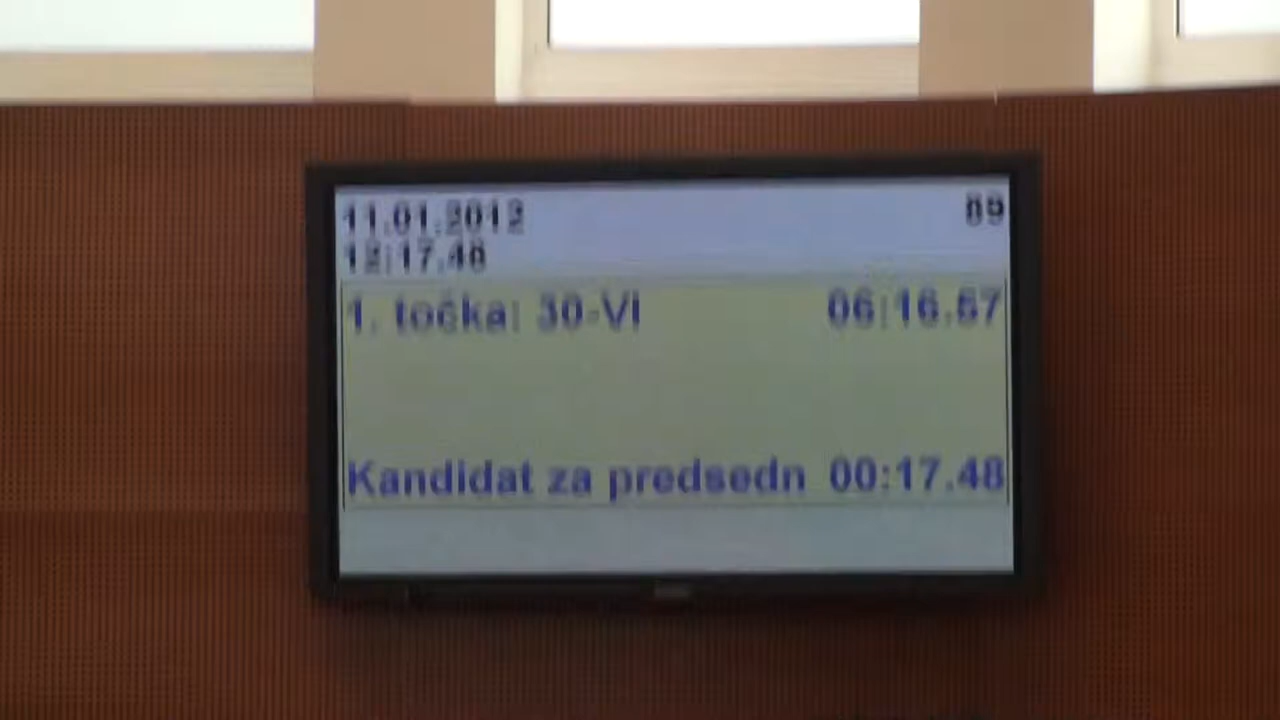 11.01.2012 89
12:17.48
1. točka: 30-VI 06:16.57
Kandidat za predsedn 00:17.48